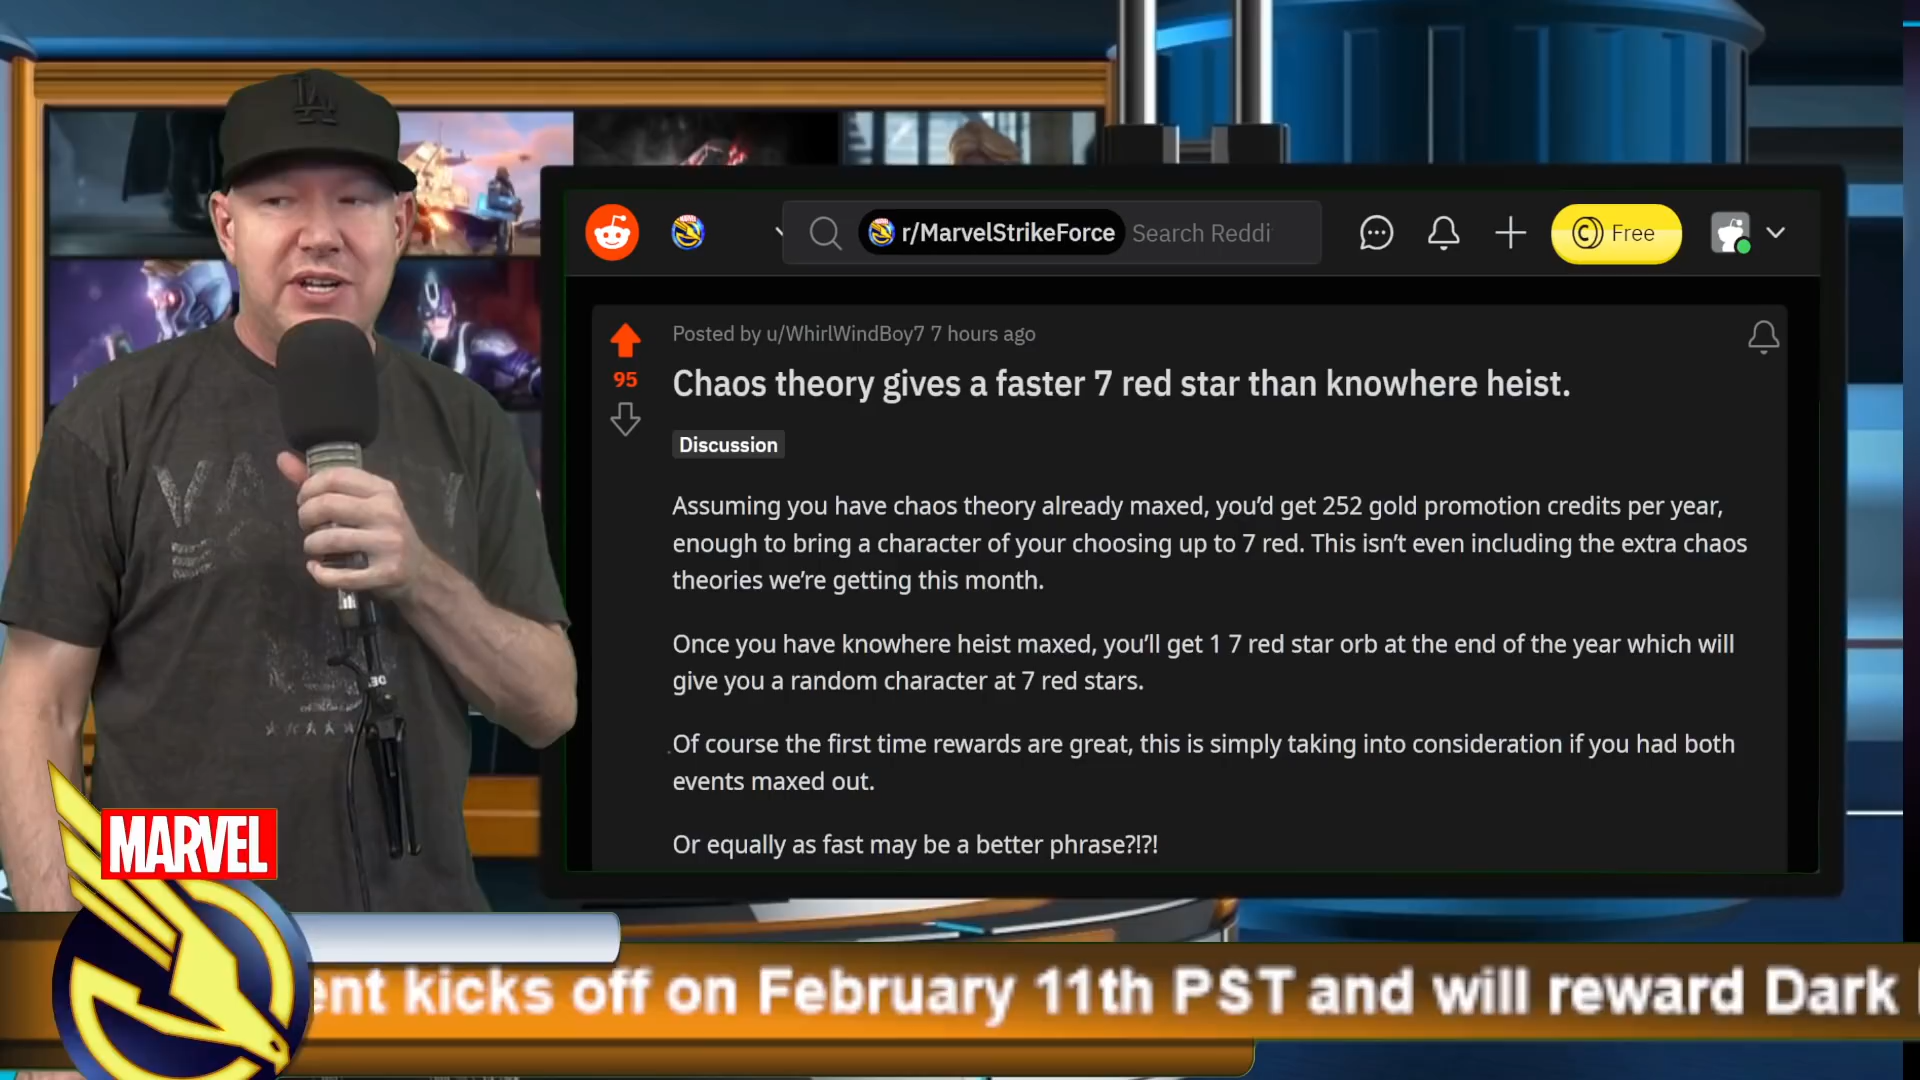 LA
r/MarvelStrikeForce Search Reddi
Free
Posted by u/WhirlWindBoy7 7 hours ago
95
Chaos theory gives a faster 7 red star than knowhere heist.
Discussion
Assuming you have chaos theory already maxed, you'd get 252 gold promotion credits per year,
enough to bring a character of your choosing up to 7 red. This isn't even including the extra chaos
theories we're getting this month.
Once you have knowhere heist maxed, you'll get 1 7 red star orb at the end of the year which will
give you a random character at 7 red stars.
Of course the first time rewards are great, this is simply taking into consideration if you had both
events maxed out.
Or equally as fast may be a better phrase?!?!
MARVEL
ent kicks off on February 11th PST and will reward Dark